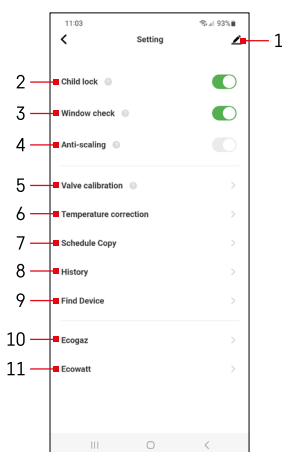 11:03 93%
Setting 1
2 Child lock ?
3 Window check ?
4 Anti-scaling ?
5 Valve calibration ?
6 Temperature correction
7 Schedule Copy
8 History
9 Find Device
10 Ecogaz
11 Ecowatt